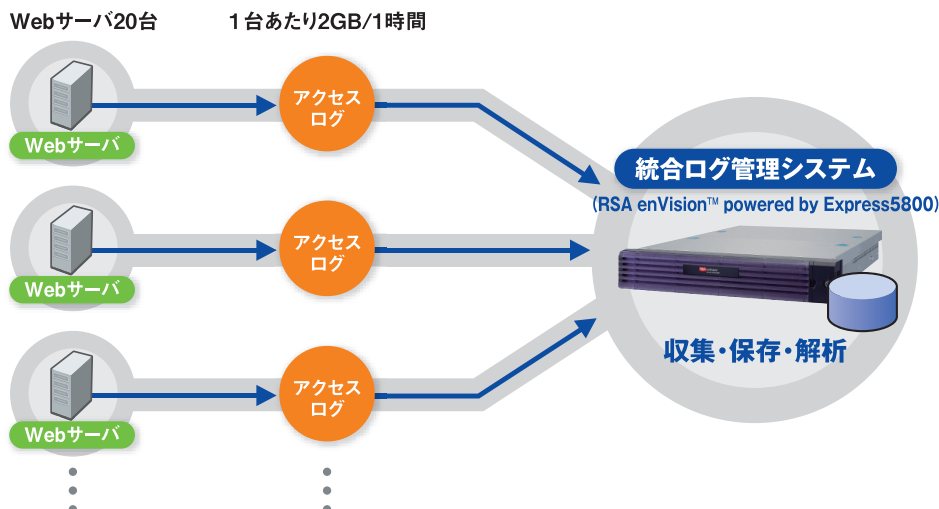 Webサーバ20台
1台あたり2GB/1時間
アクセス
ログ
Webサーバ
統合ログ管理システム
(RSA enVision™ powered by Express5800)
アクセス
ログ
Webサーバ
収集・保存・解析
アクセス
ログ
Webサーバ